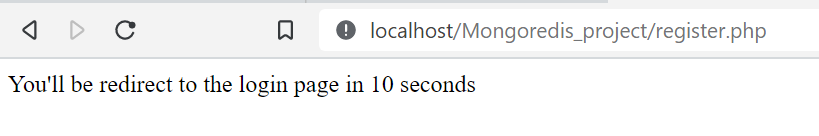 localhost/Mongoredis_project/register.php
You'll be redirect to the login page in 10 seconds